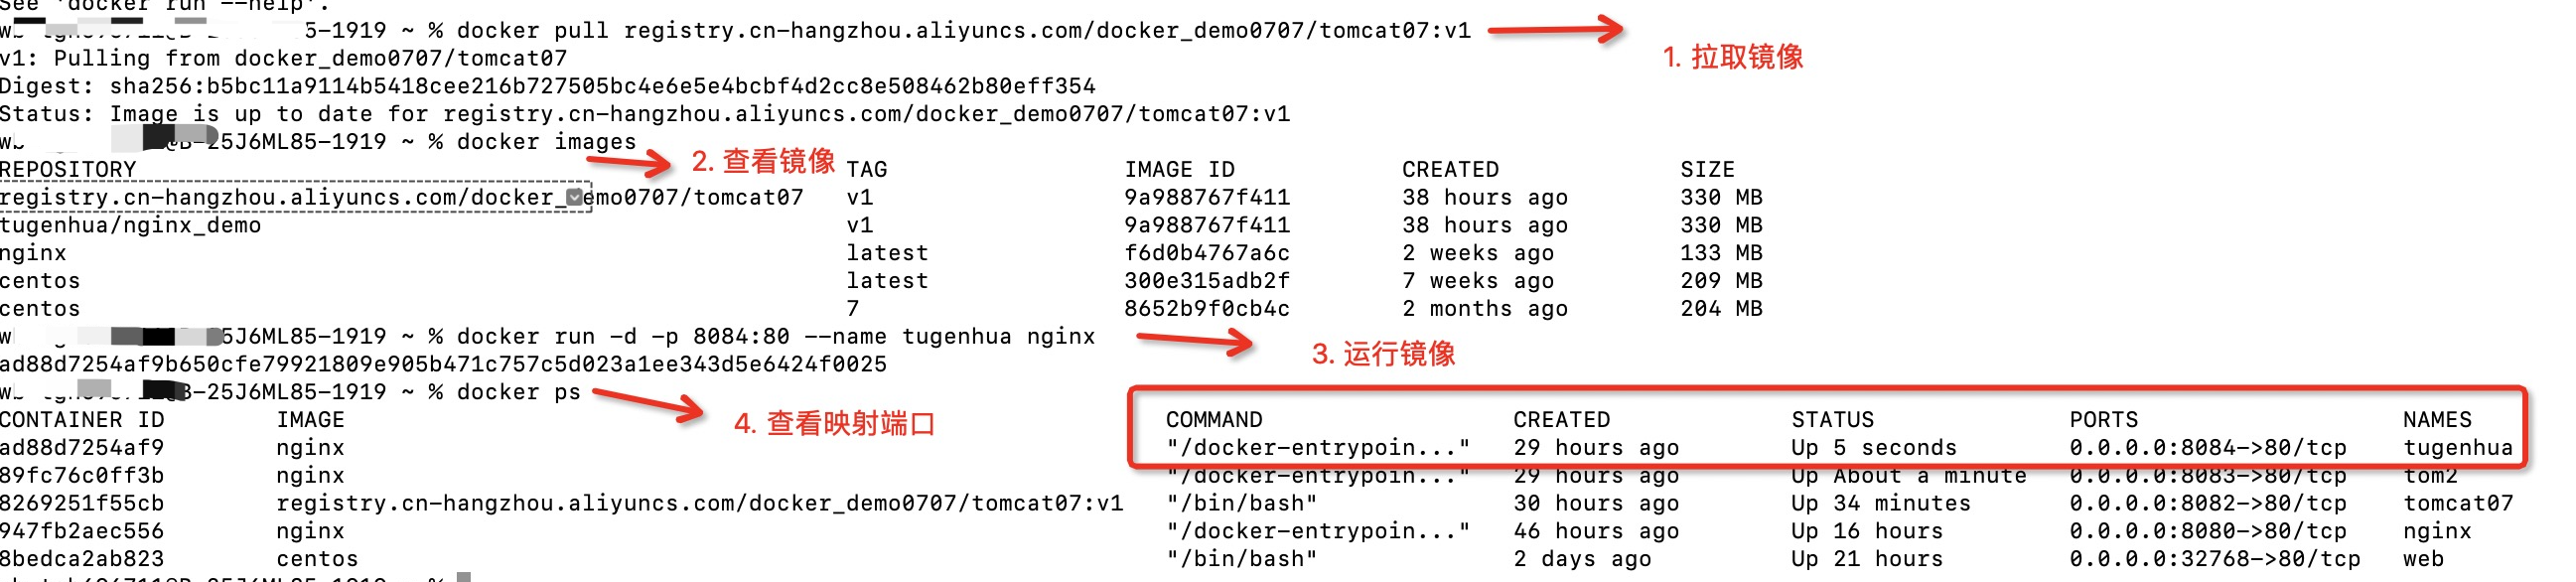 See 'docker run --help'.
5-1919 ~ % docker pull registry.cn-hangzhou.aliyuncs.com/docker_demo0707/tomcat07:v1
1. 拉取镜像
v1: Pulling from docker_demo0707/tomcat07
Digest: sha256:b5bc11a9114b5418cee216b727505bc4e6e5e4bcbf4d2cc8e508462b80eff354
Status: Image is up to date for registry.cn-hangzhou.aliyuncs.com/docker_demo0707/tomcat07:v1
@B-25J6ML85-1919 ~ % docker images
2. 查看镜像
REPOSITORY TAG IMAGE ID CREATED SIZE
registry.cn-hangzhou.aliyuncs.com/docker_demo0707/tomcat07 v1 9a988767f411 38 hours ago 330 MB
tugenhua/nginx_demo v1 9a988767f411 38 hours ago 330 MB
nginx latest f6d0b4767a6c 2 weeks ago 133 MB
centos latest 300e315adb2f 7 weeks ago 209 MB
centos 7 8652b9f0cb4c 2 months ago 204 MB
5J6ML85-1919 ~ % docker run -d -p 8084:80 --name tugenhua nginx
3. 运行镜像
ad88d7254af9b650cfe79921809e905b471c757c5d023a1ee343d5e6424f0025
B-25J6ML85-1919 ~ % docker ps
4. 查看映射端口
CONTAINER ID IMAGE COMMAND CREATED STATUS PORTS NAMES
ad88d7254af9 nginx "/docker-entrypoin..." 29 hours ago Up 5 seconds 0.0.0.0:8084->80/tcp tugenhua
89fc76c0ff3b nginx "/docker-entrypoin..." 29 hours ago Up About a minute 0.0.0.0:8083->80/tcp tom2
8269251f55cb registry.cn-hangzhou.aliyuncs.com/docker_demo0707/tomcat07:v1 "/bin/bash" 30 hours ago Up 34 minutes 0.0.0.0:8082->80/tcp tomcat07
947fb2aec556 nginx "/docker-entrypoin..." 46 hours ago Up 16 hours 0.0.0.0:8080->80/tcp nginx
8bedca2ab823 centos "/bin/bash" 2 days ago Up 21 hours 0.0.0.0:32768->80/tcp web